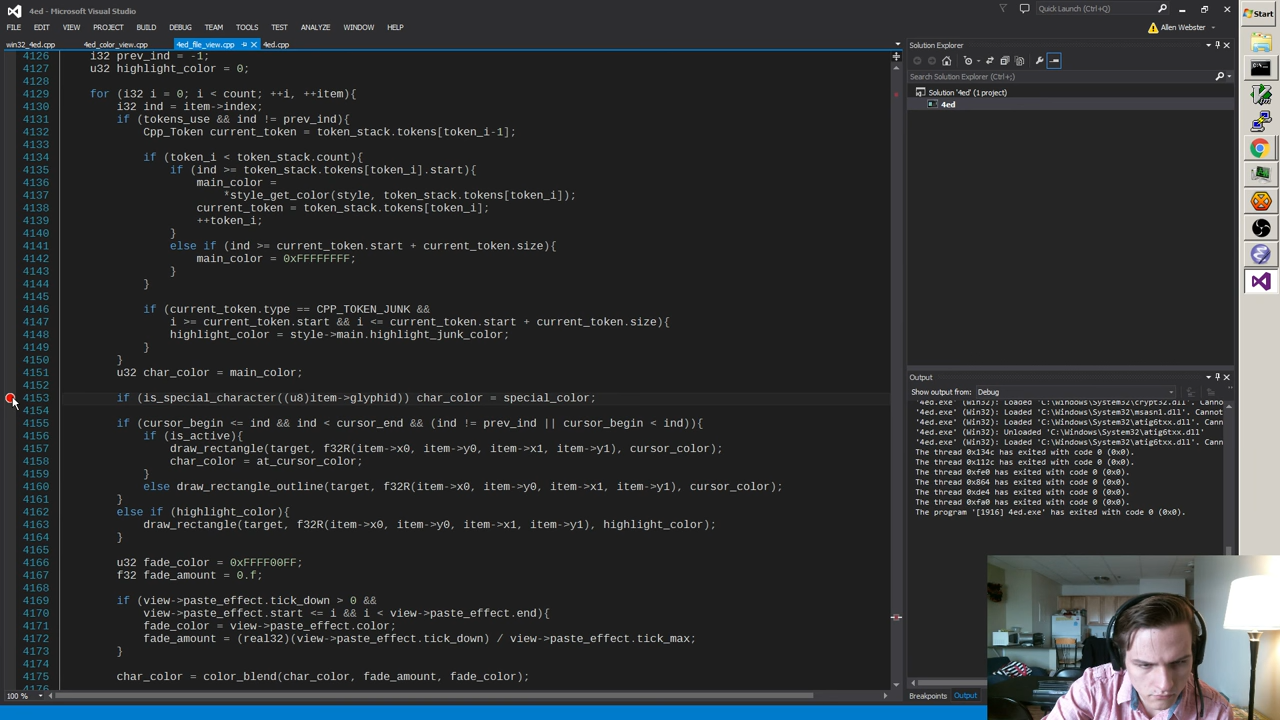 4ed - Microsoft Visual Studio
Quick Launch (Ctrl+Q)
Start
FILE EDIT VIEW PROJECT BUILD DEBUG TEAM TOOLS TEST ANALYZE WINDOW HELP
Allen Webster
win32_4ed.cpp 4ed_color_view.cpp 4ed_file_view.cpp 4ed.cpp
4126 i32 prev_ind = -1;
4127 u32 highlight_color = 0;
4128
4129 for (i32 i = 0; i < count; ++i, ++item){
4130 i32 ind = item->index;
4131 if (tokens_use && ind != prev_ind){
4132 Cpp_Token current_token = token_stack.tokens[token_i-1];
4133
4134 if (token_i < token_stack.count){
4135 if (ind >= token_stack.tokens[token_i].start){
4136 main_color =
4137 *style_get_color(style, token_stack.tokens[token_i]);
4138 current_token = token_stack.tokens[token_i];
4139 ++token_i;
4140 }
4141 else if (ind >= current_token.start + current_token.size){
4142 main_color = 0xFFFFFFFF;
4143 }
4144 }
4145
4146 if (current_token.type == CPP_TOKEN_JUNK &&
4147 i >= current_token.start && i <= current_token.start + current_token.size){
4148 highlight_color = style->main.highlight_junk_color;
4149 }
4150 }
4151 u32 char_color = main_color;
4152
4153 if (is_special_character((u8)item->glyphid)) char_color = special_color;
4154
4155 if (cursor_begin <= ind && ind < cursor_end && (ind != prev_ind || cursor_begin < ind)){
4156 if (is_active){
4157 draw_rectangle(target, f32R(item->x0, item->y0, item->x1, item->y1), cursor_color);
4158 char_color = at_cursor_color;
4159 }
4160 else draw_rectangle_outline(target, f32R(item->x0, item->y0, item->x1, item->y1), cursor_color);
4161 }
4162 else if (highlight_color){
4163 draw_rectangle(target, f32R(item->x0, item->y0, item->x1, item->y1), highlight_color);
4164 }
4165
4166 u32 fade_color = 0xFFFF00FF;
4167 f32 fade_amount = 0.f;
4168
4169 if (view->paste_effect.tick_down > 0 &&
4170 view->paste_effect.start <= i && i < view->paste_effect.end){
4171 fade_color = view->paste_effect.color;
4172 fade_amount = (real32)(view->paste_effect.tick_down) / view->paste_effect.tick_max;
4173 }
4174
4175 char_color = color_blend(char_color, fade_amount, fade_color);
4176
100 %
Solution Explorer
Search Solution Explorer (Ctrl+;)
Solution '4ed' (1 project)
4ed
Output
Show output from: Debug
'4ed.exe' (Win32): Loaded 'C:\Windows\System32\crypt32.dll'. Cannot
'4ed.exe' (Win32): Loaded 'C:\Windows\System32\msasn1.dll'. Cannot
'4ed.exe' (Win32): Unloaded 'C:\Windows\System32\atig6txx.dll'
'4ed.exe' (Win32): Loaded 'C:\Windows\System32\atig6txx.dll'. Cann
The thread 0x134c has exited with code 0 (0x0).
The thread 0x112c has exited with code 0 (0x0).
The thread 0xfe0 has exited with code 0 (0x0).
The thread 0x864 has exited with code 0 (0x0).
The thread 0xde4 has exited with code 0 (0x0).
The thread 0xfa0 has exited with code 0 (0x0).
The program '[1916] 4ed.exe' has exited with code 0 (0x0).
Breakpoints Output